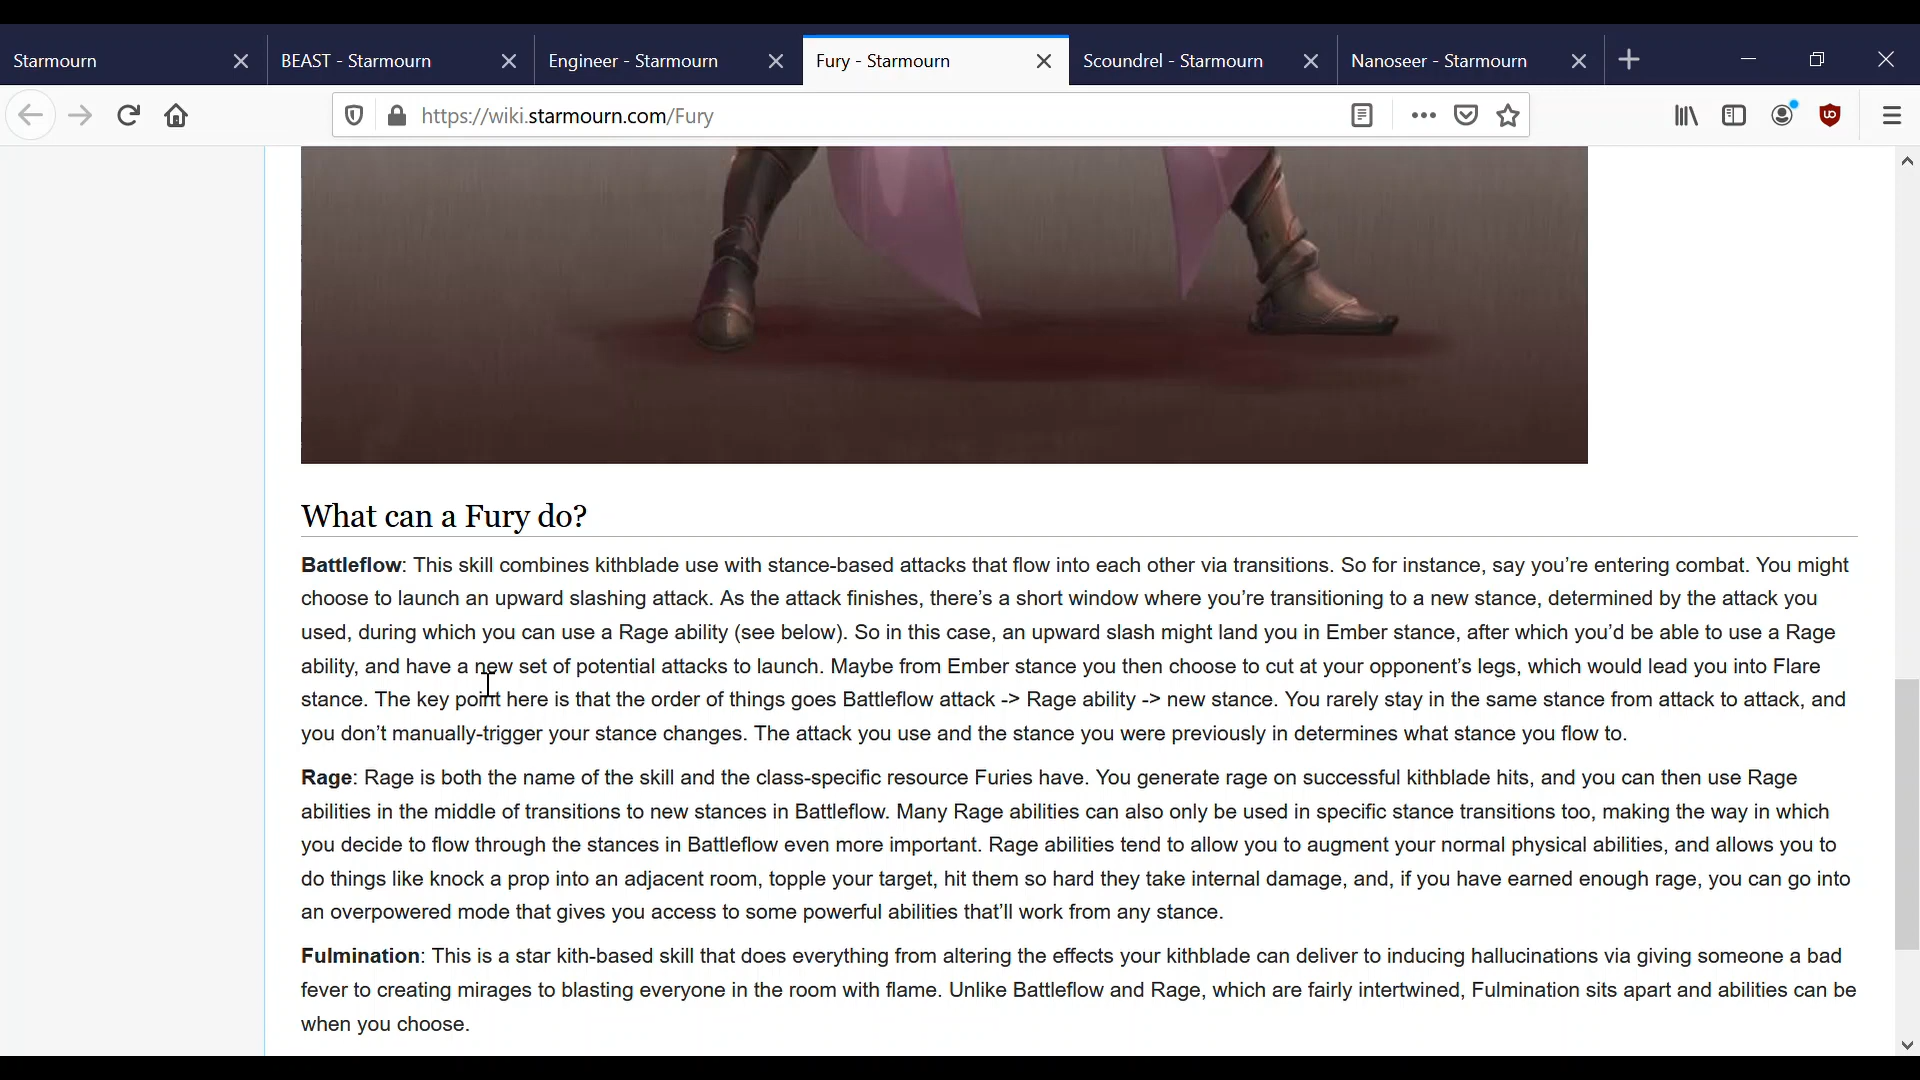 Starmourn BEAST - Starmourn Engineer - Starmourn Fury - Starmourn Scoundrel - Starmourn Nanoseer - Starmourn
https://wiki.starmourn.com/Fury
What can a Fury do?
Battleflow: This skill combines kithblade use with stance-based attacks that flow into each other via transitions. So for instance, say you’re entering combat. You might
choose to launch an upward slashing attack. As the attack finishes, there’s a short window where you’re transitioning to a new stance, determined by the attack you
used, during which you can use a Rage ability (see below). So in this case, an upward slash might land you in Ember stance, after which you’d be able to use a Rage
ability, and have a new set of potential attacks to launch. Maybe from Ember stance you then choose to cut at your opponent’s legs, which would lead you into Flare
stance. The key point here is that the order of things goes Battleflow attack -> Rage ability -> new stance. You rarely stay in the same stance from attack to attack, and
you don’t manually-trigger your stance changes. The attack you use and the stance you were previously in determines what stance you flow to.
Rage: Rage is both the name of the skill and the class-specific resource Furies have. You generate rage on successful kithblade hits, and you can then use Rage
abilities in the middle of transitions to new stances in Battleflow. Many Rage abilities can also only be used in specific stance transitions too, making the way in which
you decide to flow through the stances in Battleflow even more important. Rage abilities tend to allow you to augment your normal physical abilities, and allows you to
do things like knock a prop into an adjacent room, topple your target, hit them so hard they take internal damage, and, if you have earned enough rage, you can go into
an overpowered mode that gives you access to some powerful abilities that’ll work from any stance.
Fulmination: This is a star kith-based skill that does everything from altering the effects your kithblade can deliver to inducing hallucinations via giving someone a bad
fever to creating mirages to blasting everyone in the room with flame. Unlike Battleflow and Rage, which are fairly intertwined, Fulmination sits apart and abilities can be
when you choose.